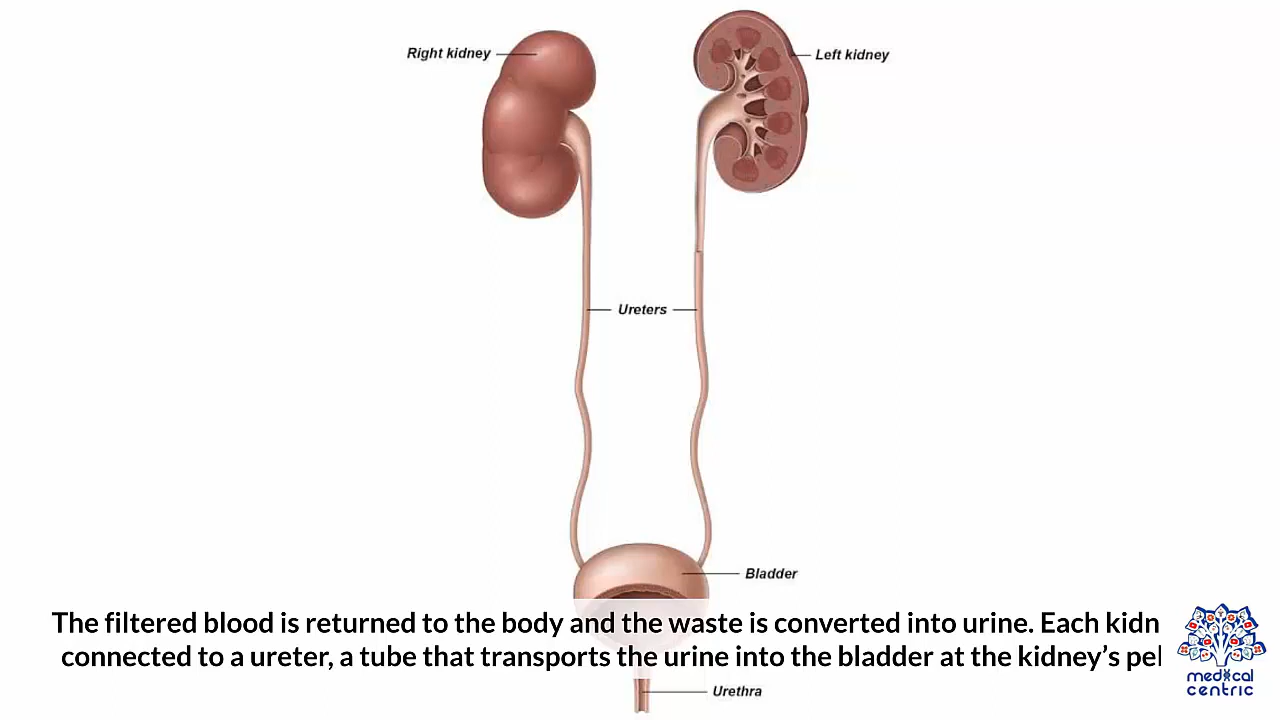 Right kidney
Left kidney
Ureters
Bladder
The filtered blood is returned to the body and the waste is converted into urine. Each kidn
connected to a ureter, a tube that transports the urine into the bladder at the kidney's pel
Urethra
medical
centric